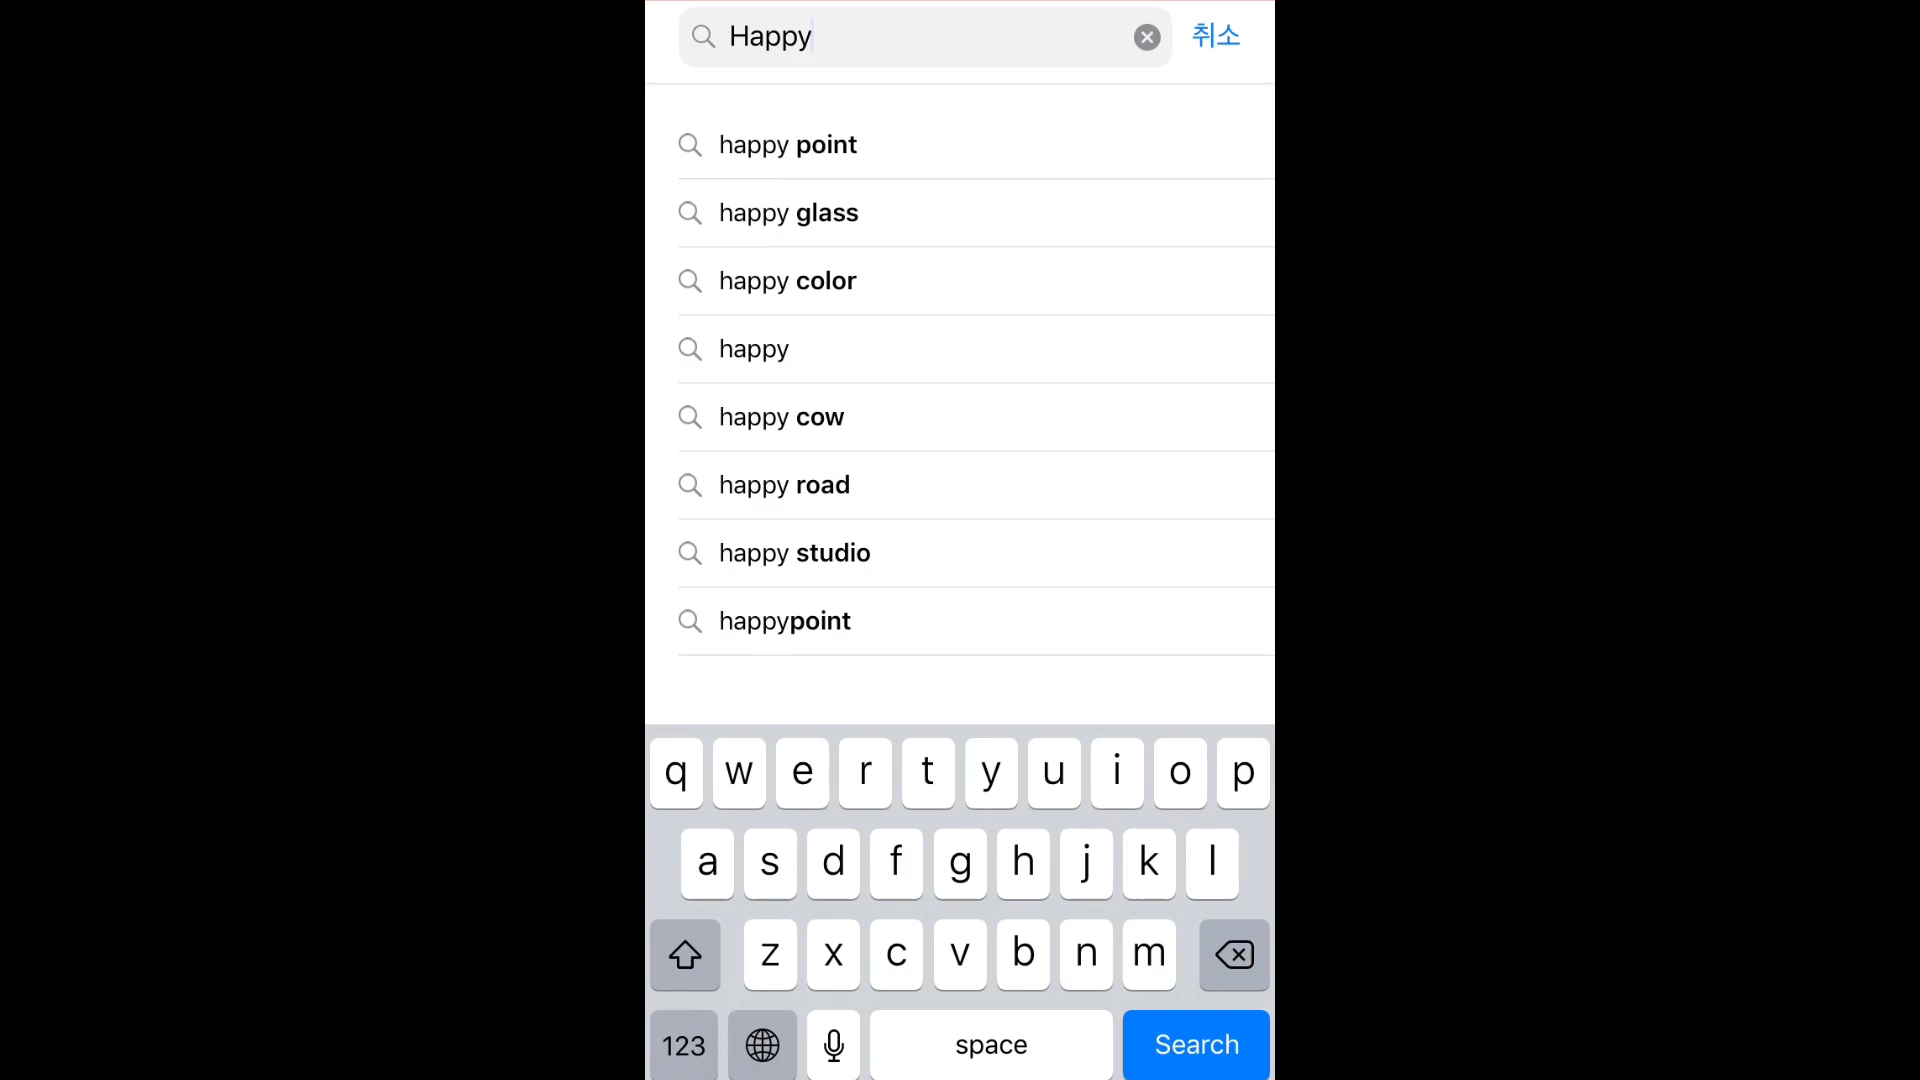 Happy 취소
happy point
happy glass
happy color
happy
happy cow
happy road
happy studio
happypoint
q w e r t y u i o p
a s d f g h j k l
z x c v b n m
123 space Search